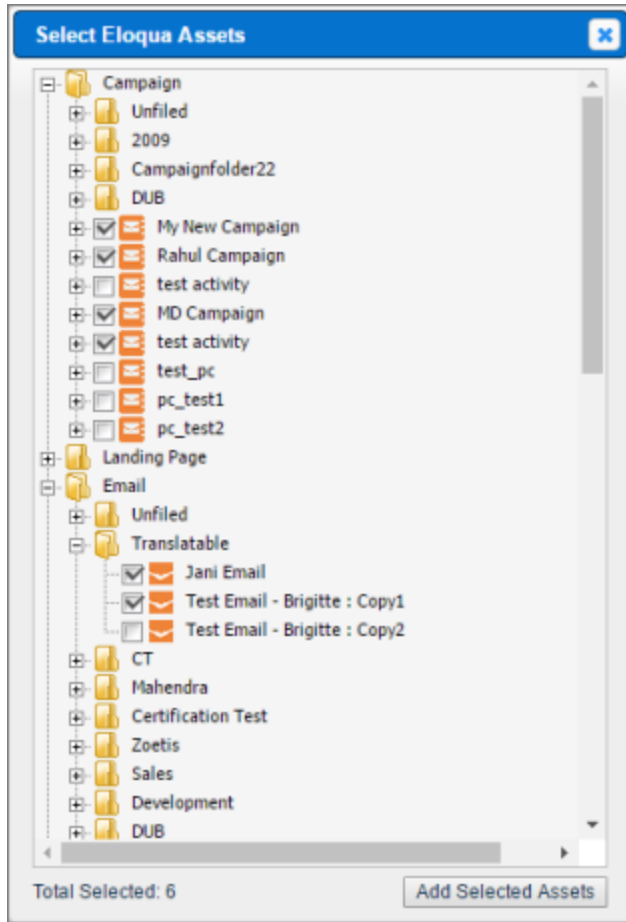 Select Eloqua Assets
Campaign
Unfiled
2009
Campaignfolder22
DUB
My New Campaign
Rahul Campaign
test activity
MD Campaign
test activity
test_pc
pc_test1
pc_test2
Landing Page
Email
Unfiled
Translatable
Jani Email
Test Email - Brigitte : Copy1
Test Email - Brigitte : Copy2
CT
Mahendra
Certification Test
Zoetis
Sales
Development
DUB
Total Selected: 6 Add Selected Assets